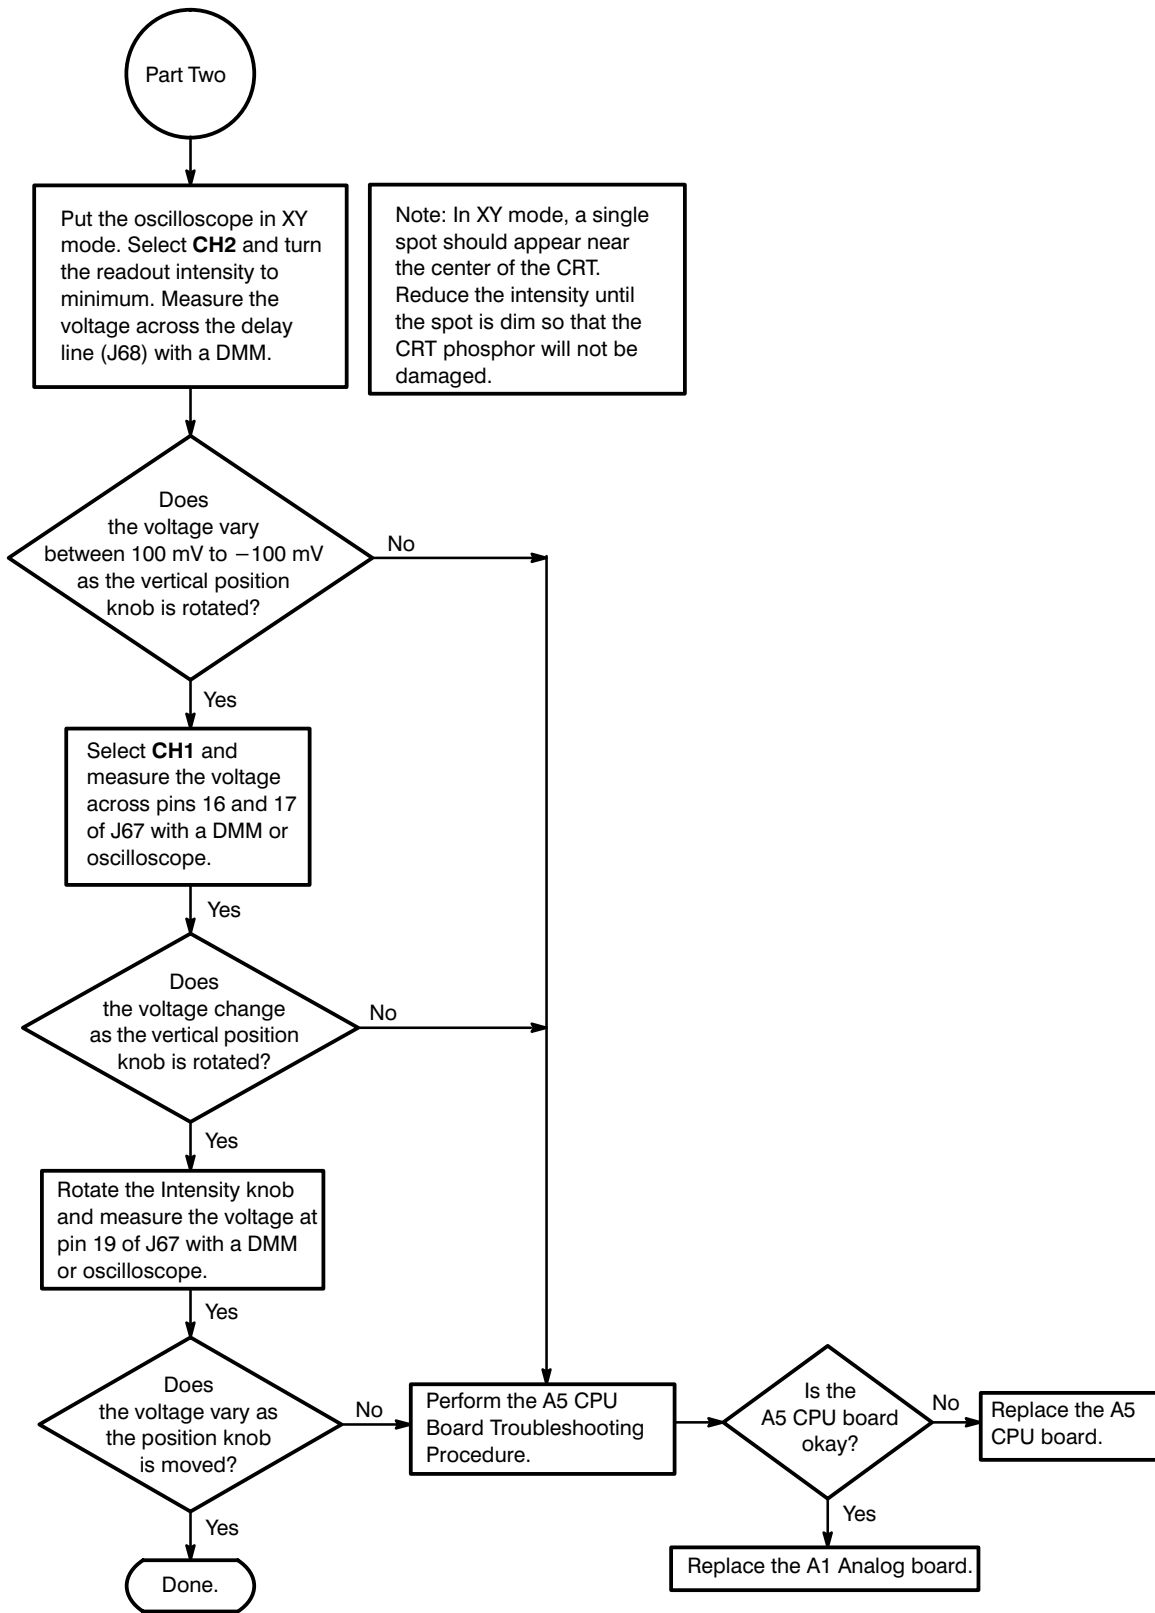 Part Two
Put the oscilloscope in XY
mode. Select CH2 and turn
the readout intensity to
minimum. Measure the
voltage across the delay
line (J68) with a DMM.
Note: In XY mode, a single
spot should appear near
the center of the CRT.
Reduce the intensity until
the spot is dim so that the
CRT phosphor will not be
damaged.
Does
the voltage vary
between 100 mV to −100 mV
as the vertical position
knob is rotated?
No
Yes
Select CH1 and
measure the voltage
across pins 16 and 17
of J67 with a DMM or
oscilloscope.
Yes
Does
the voltage change
as the vertical position
knob is rotated?
No
Yes
Rotate the Intensity knob
and measure the voltage at
pin 19 of J67 with a DMM
or oscilloscope.
Yes
Does
the voltage vary as
the position knob
is moved?
No
Perform the A5 CPU
Board Troubleshooting
Procedure.
Is the
A5 CPU board
okay?
No
Replace the A5
CPU board.
Yes
Replace the A1 Analog board.
Yes
Done.